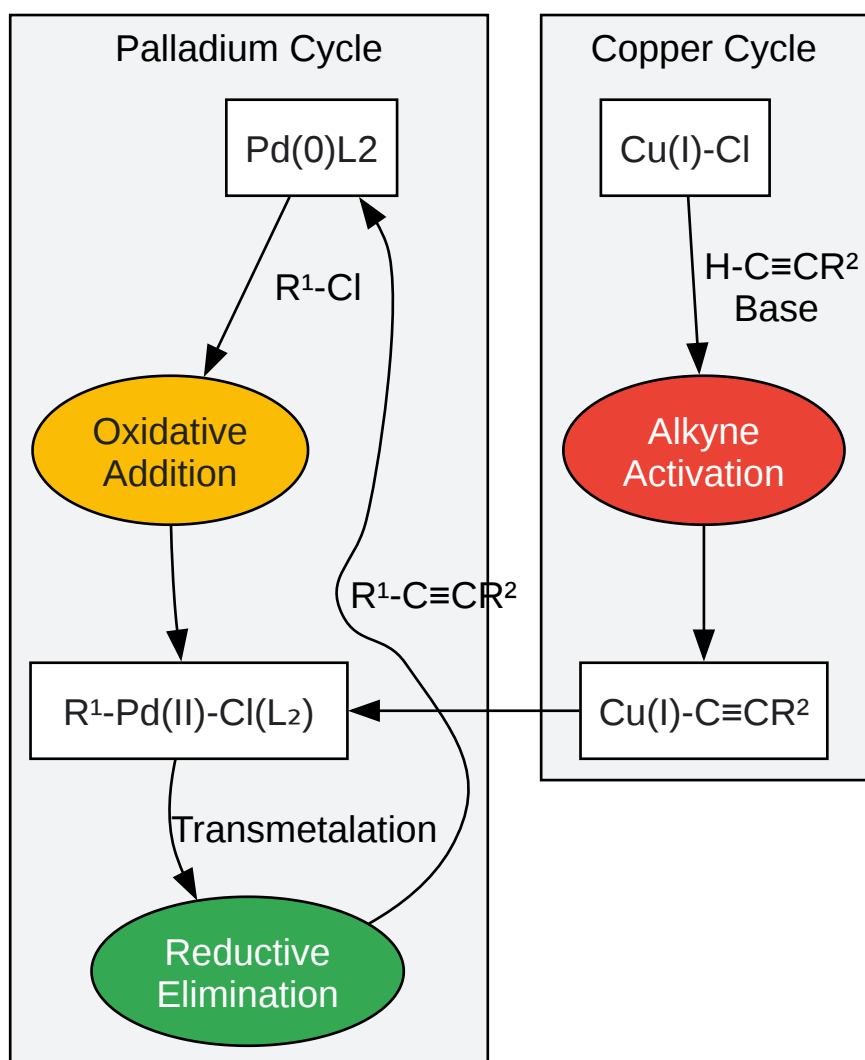 Palladium Cycle
Pd(0)L2
R¹-Cl
Oxidative
Addition
R¹-C≡CR²
R¹-Pd(II)-Cl(L₂)
Transmetalation
Reductive
Elimination
Copper Cycle
Cu(I)-Cl
H-C≡CR²
Base
Alkyne
Activation
Cu(I)-C≡CR²